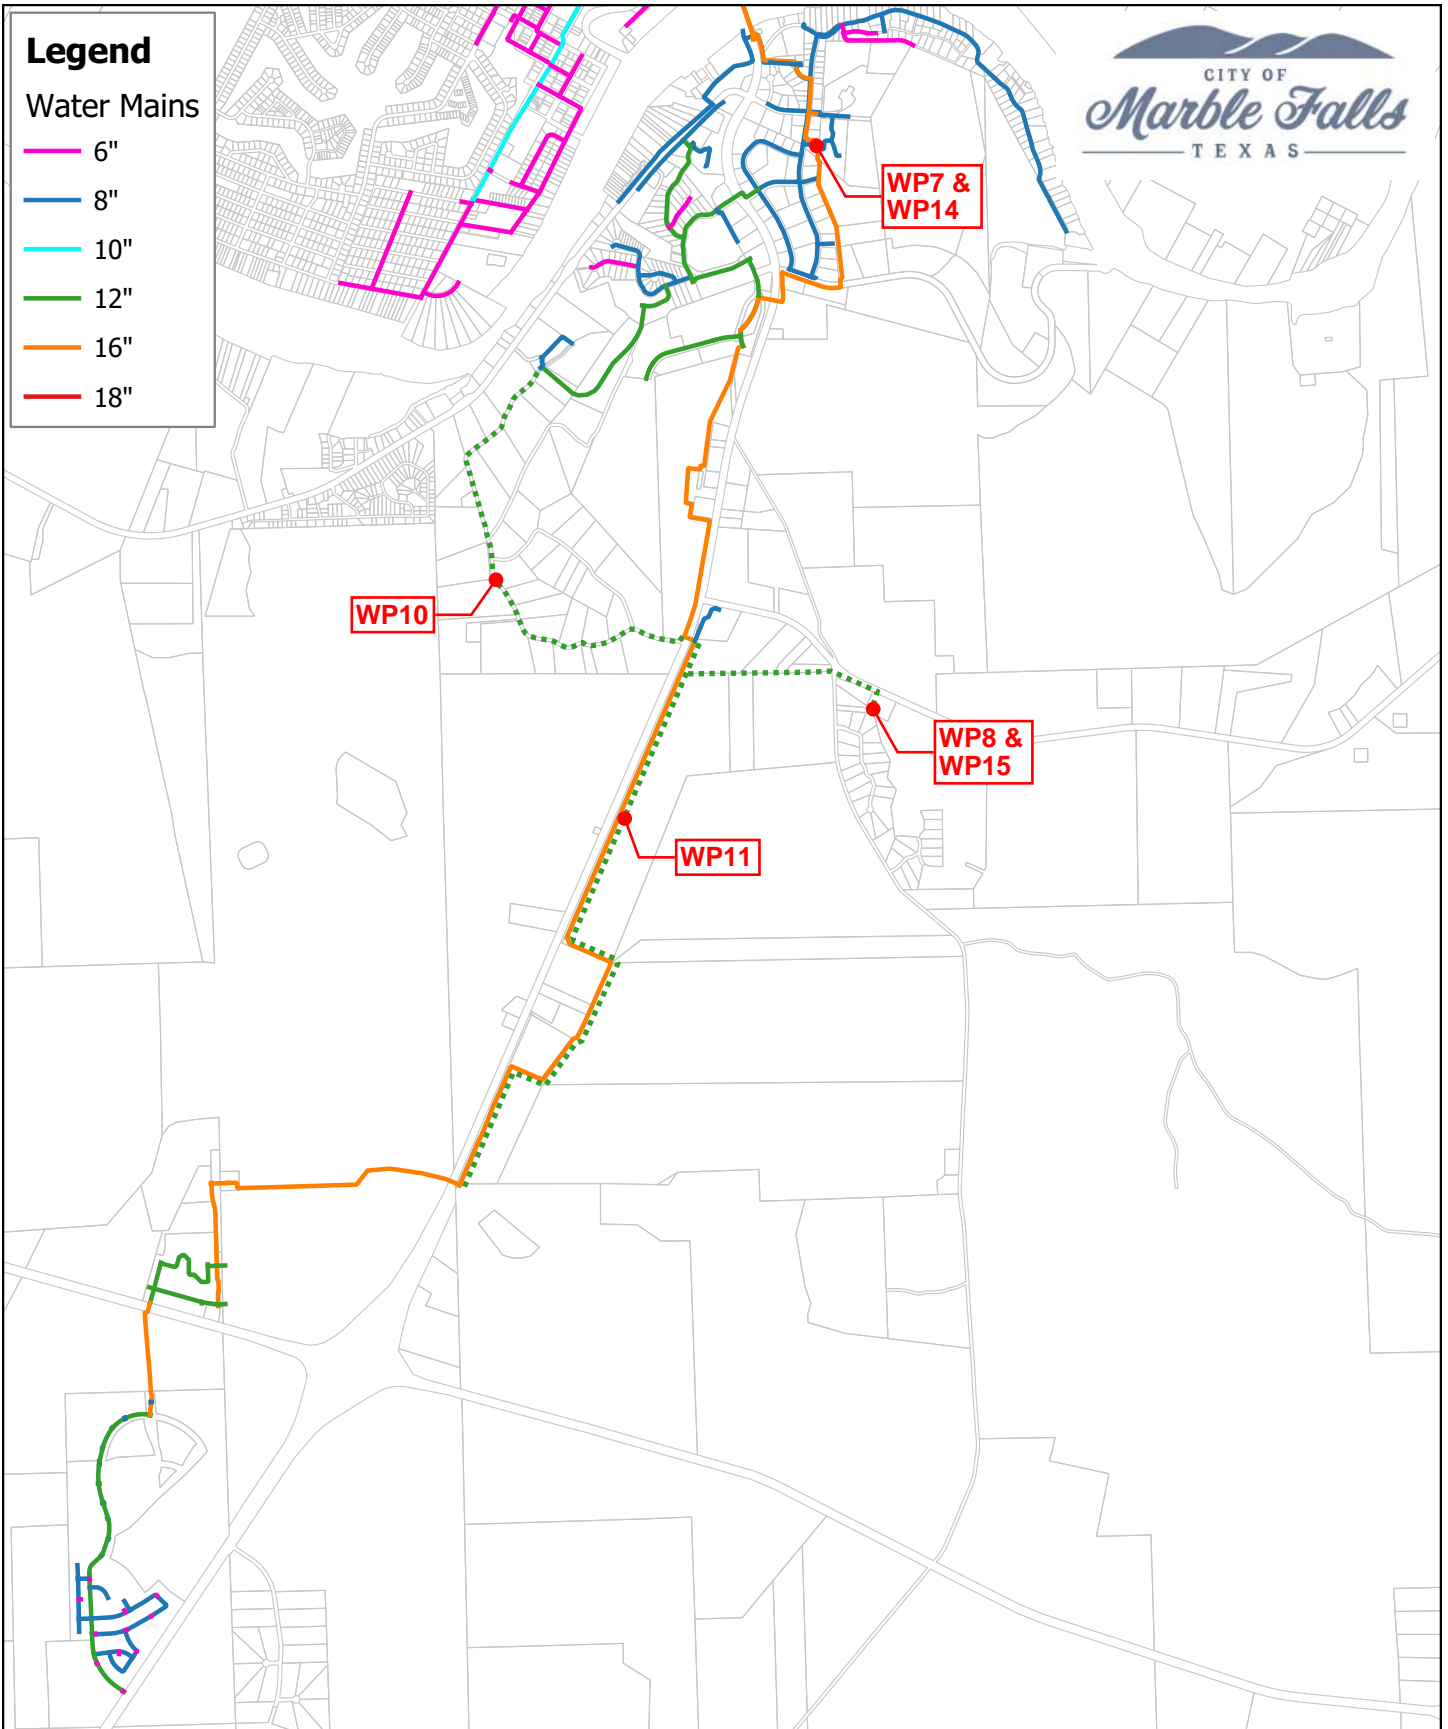 Legend
Water Mains
6"
8"
10"
12"
16"
18"
CITY OF
Marble Falls
TEXAS
WP7 &
WP14
WP10
WP8 &
WP15
WP11